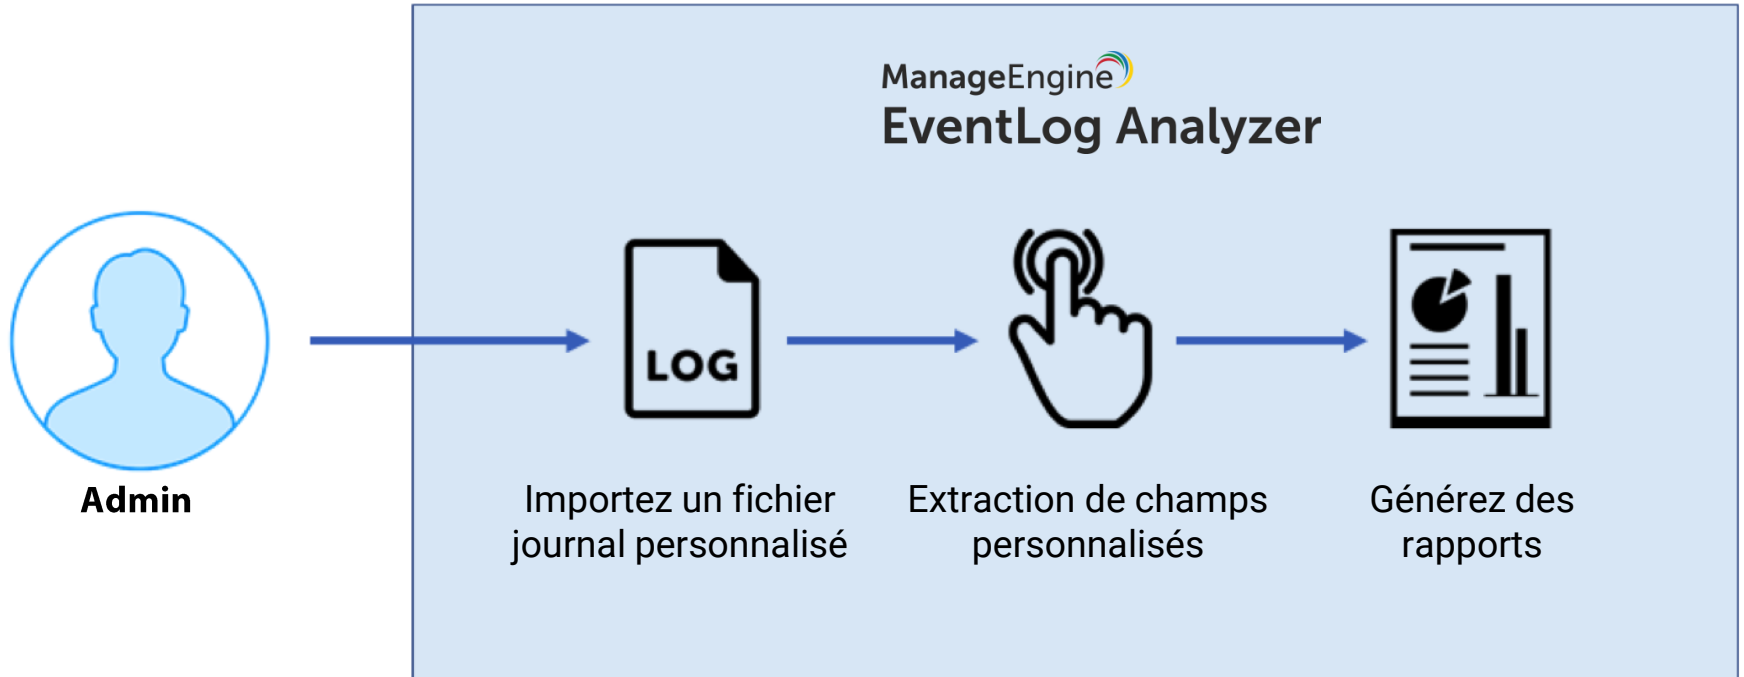 ManageEngine
EventLog Analyzer
LOG
Admin
Importez un fichier
journal personnalisé
Extraction de champs
personnalisés
Générez des
rapports